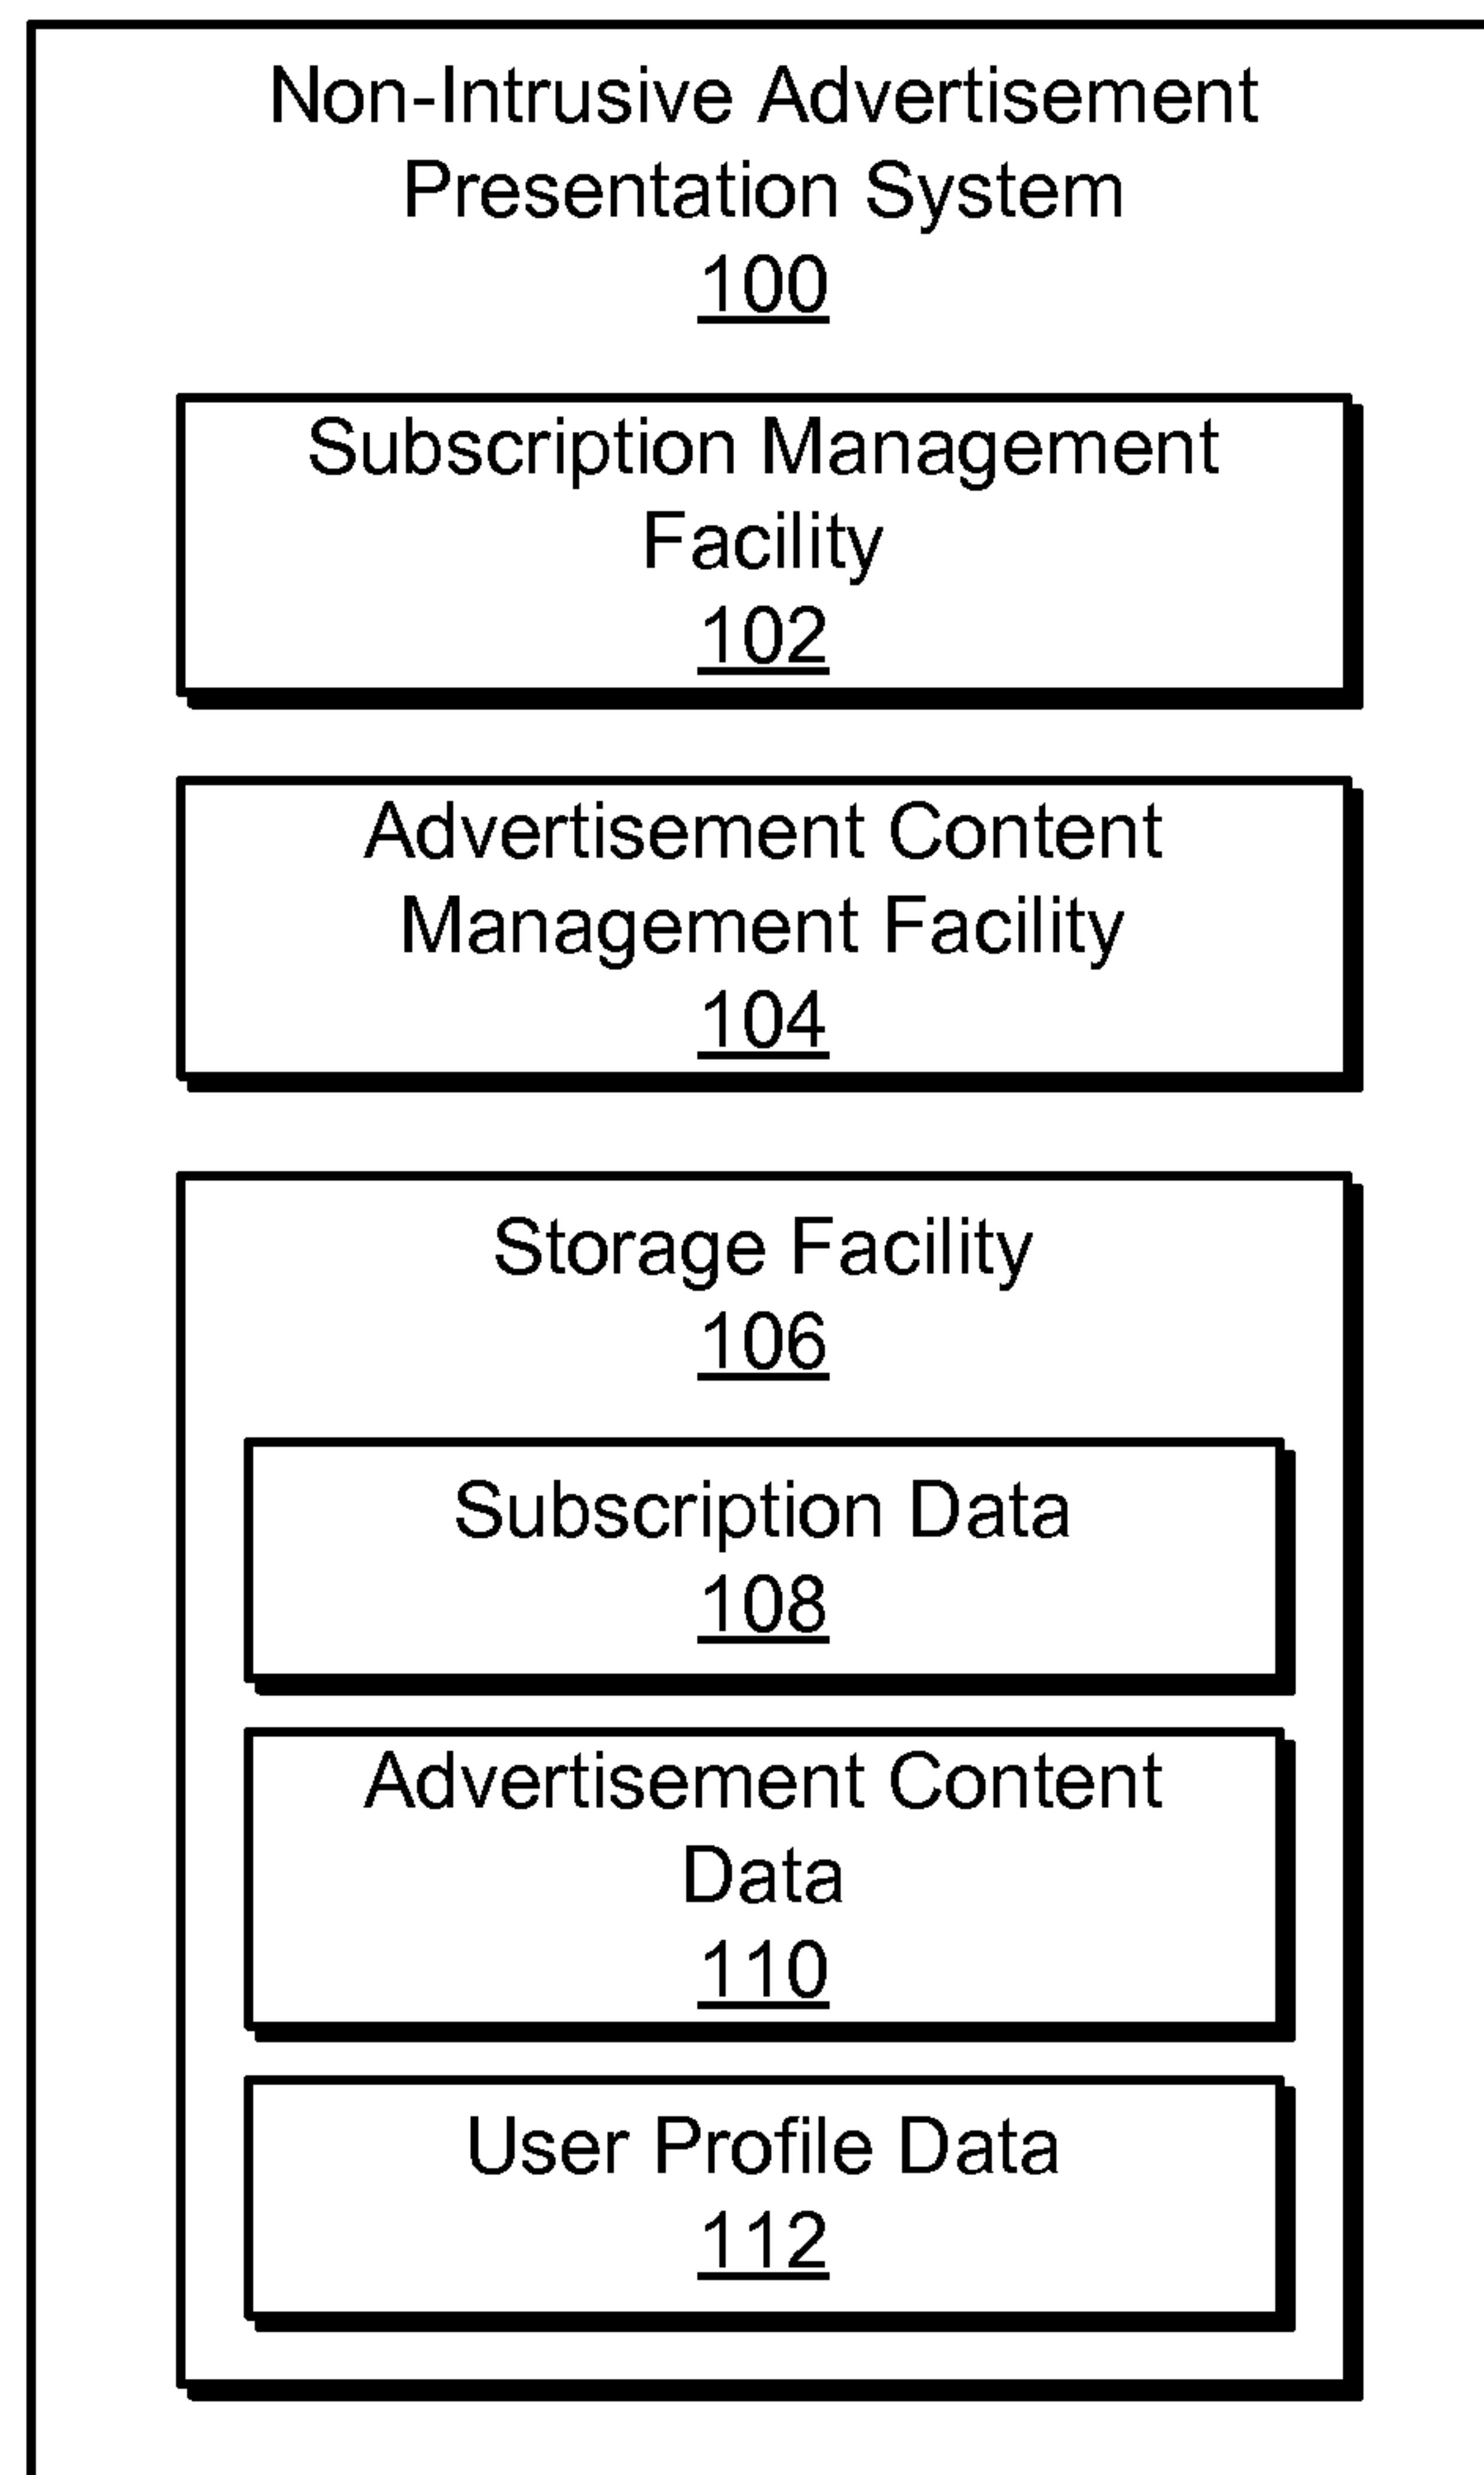 Non-Intrusive Advertisement
Presentation System
100
Subscription Management
Facility
102
Advertisement Content
Management Facility
104
Storage Facility
106
Subscription Data
108
Advertisement Content
Data
110
User Profile Data
112